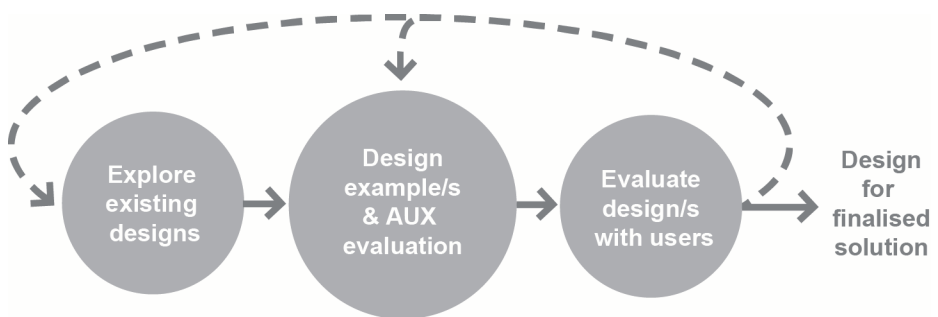 Explore
existing
designs
Design
example/s
& AUX
evaluation
Evaluate
design/s
with users
Design
for
finalised
solution